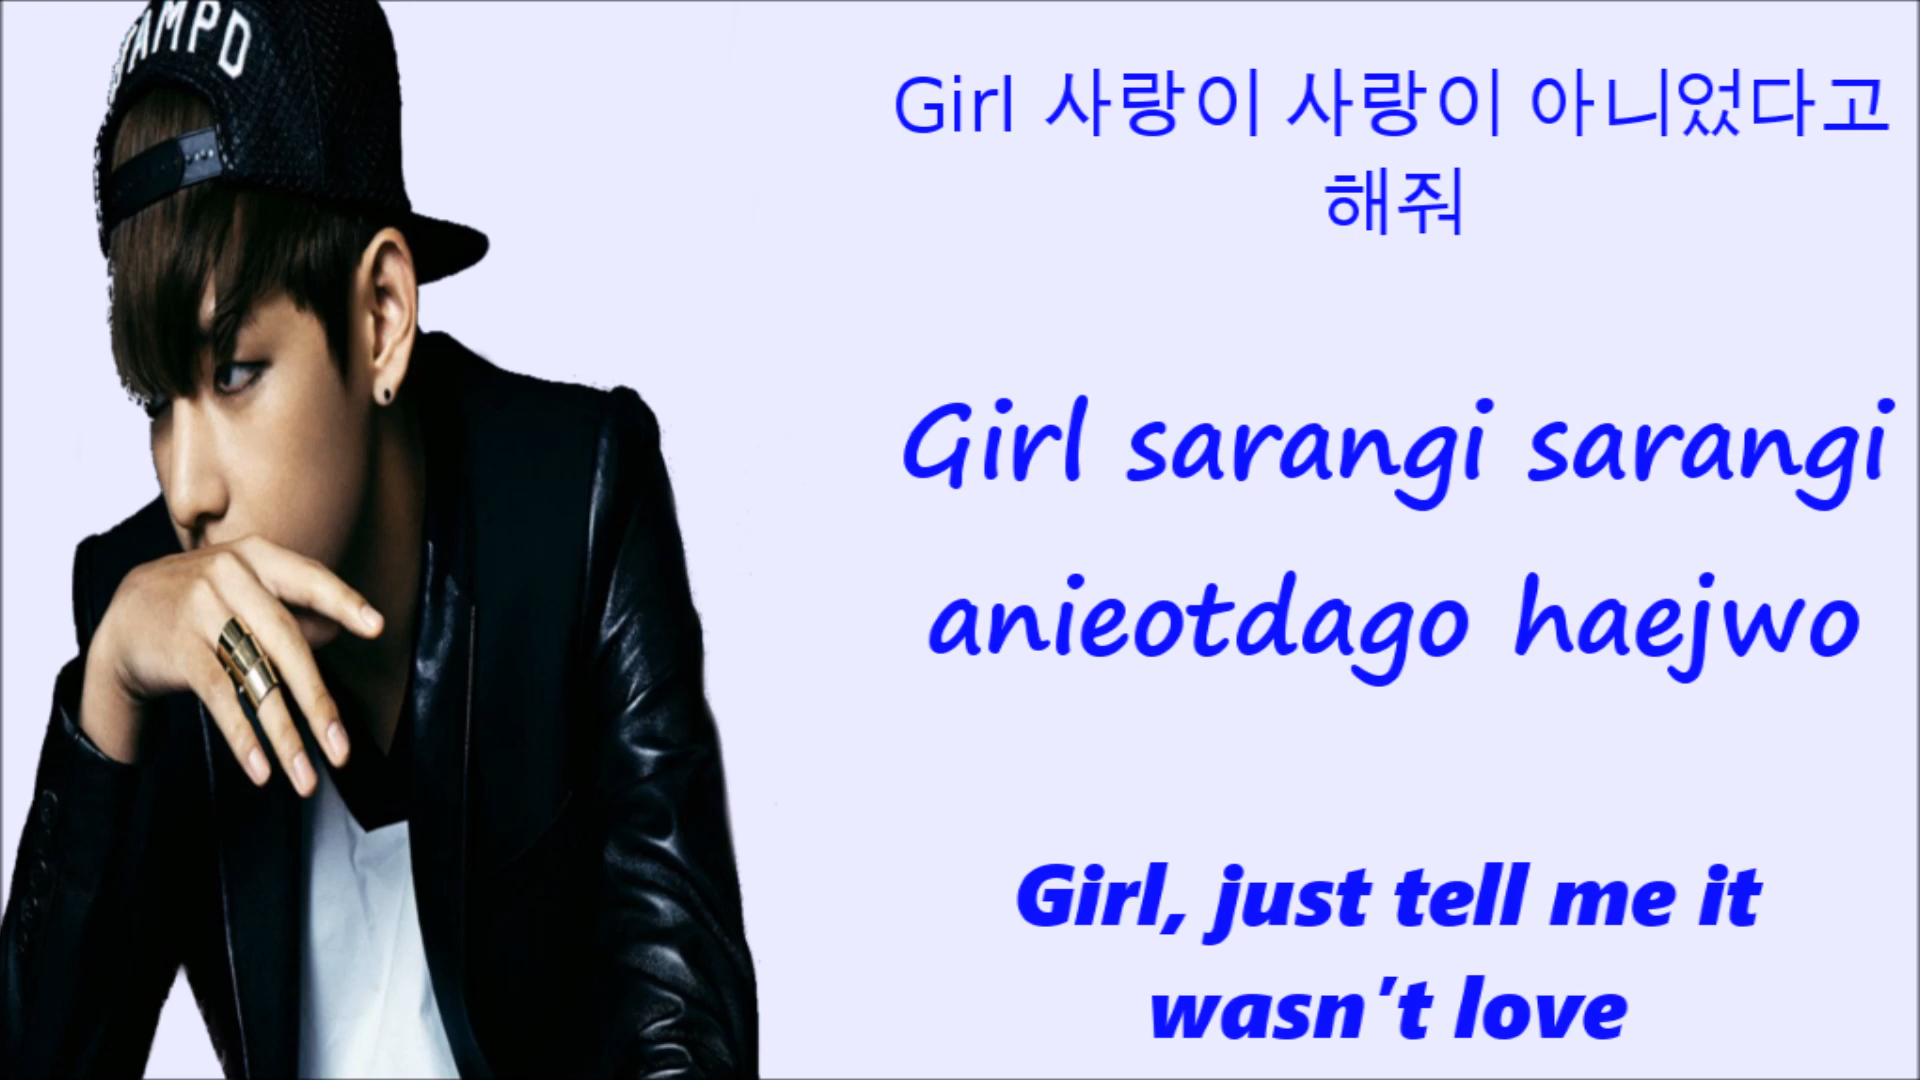 TAMPD
Girl 사랑이 사랑이 아니었다고
해줘
Girl sarangi sarangi
anieotdago haejwo
Girl, just tell me it
wasn't love